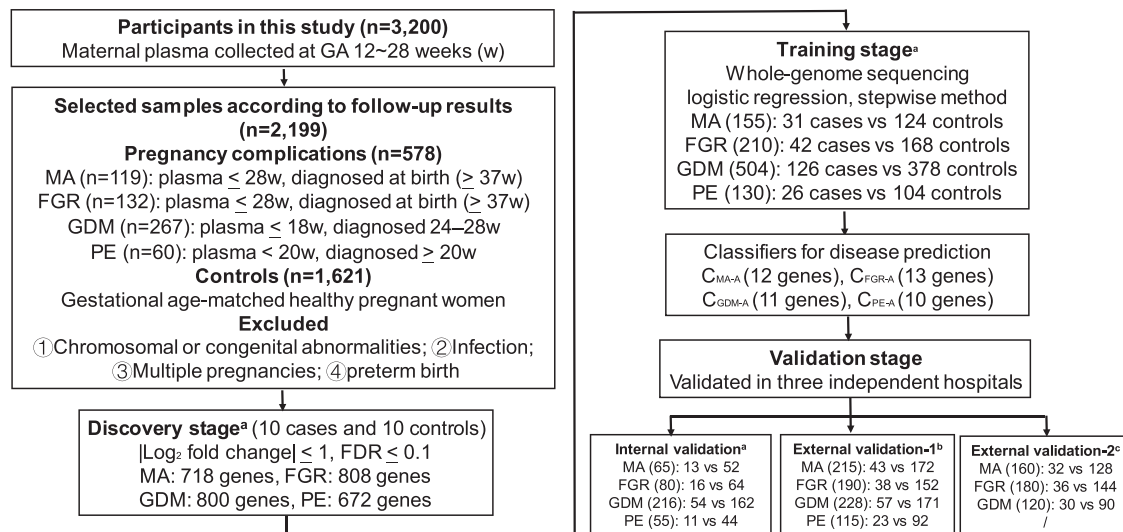 Participants in this study (n=3,200)
Maternal plasma collected at GA 12~28 weeks (w)
Selected samples according to follow-up results
(n=2,199)
Pregnancy complications (n=578)
MA (n=119): plasma ≤ 28w, diagnosed at birth (≥ 37w)
FGR (n=132): plasma ≤ 28w, diagnosed at birth (≥ 37w)
GDM (n=267): plasma ≤ 18w, diagnosed 24–28w
PE (n=60): plasma < 20w, diagnosed ≥ 20w
Controls (n=1,621)
Gestational age-matched healthy pregnant women
Excluded
①Chromosomal or congenital abnormalities; ②Infection;
③Multiple pregnancies; ④preterm birth
Discovery stageᵃ (10 cases and 10 controls)
|Log₂ fold change| ≤ 1, FDR ≤ 0.1
MA: 718 genes, FGR: 808 genes
GDM: 800 genes, PE: 672 genes
Training stageᵃ
Whole-genome sequencing
logistic regression, stepwise method
MA (155): 31 cases vs 124 controls
FGR (210): 42 cases vs 168 controls
GDM (504): 126 cases vs 378 controls
PE (130): 26 cases vs 104 controls
Classifiers for disease prediction
CMA-A (12 genes), CFGR-A (13 genes)
CGDM-A (11 genes), CPE-A (10 genes)
Validation stage
Validated in three independent hospitals
Internal validationᵃ
MA (65): 13 vs 52
FGR (80): 16 vs 64
GDM (216): 54 vs 162
PE (55): 11 vs 44
External validation-1ᵇ
MA (215): 43 vs 172
FGR (190): 38 vs 152
GDM (228): 57 vs 171
PE (115): 23 vs 92
External validation-2ᶜ
MA (160): 32 vs 128
FGR (180): 36 vs 144
GDM (120): 30 vs 90
/